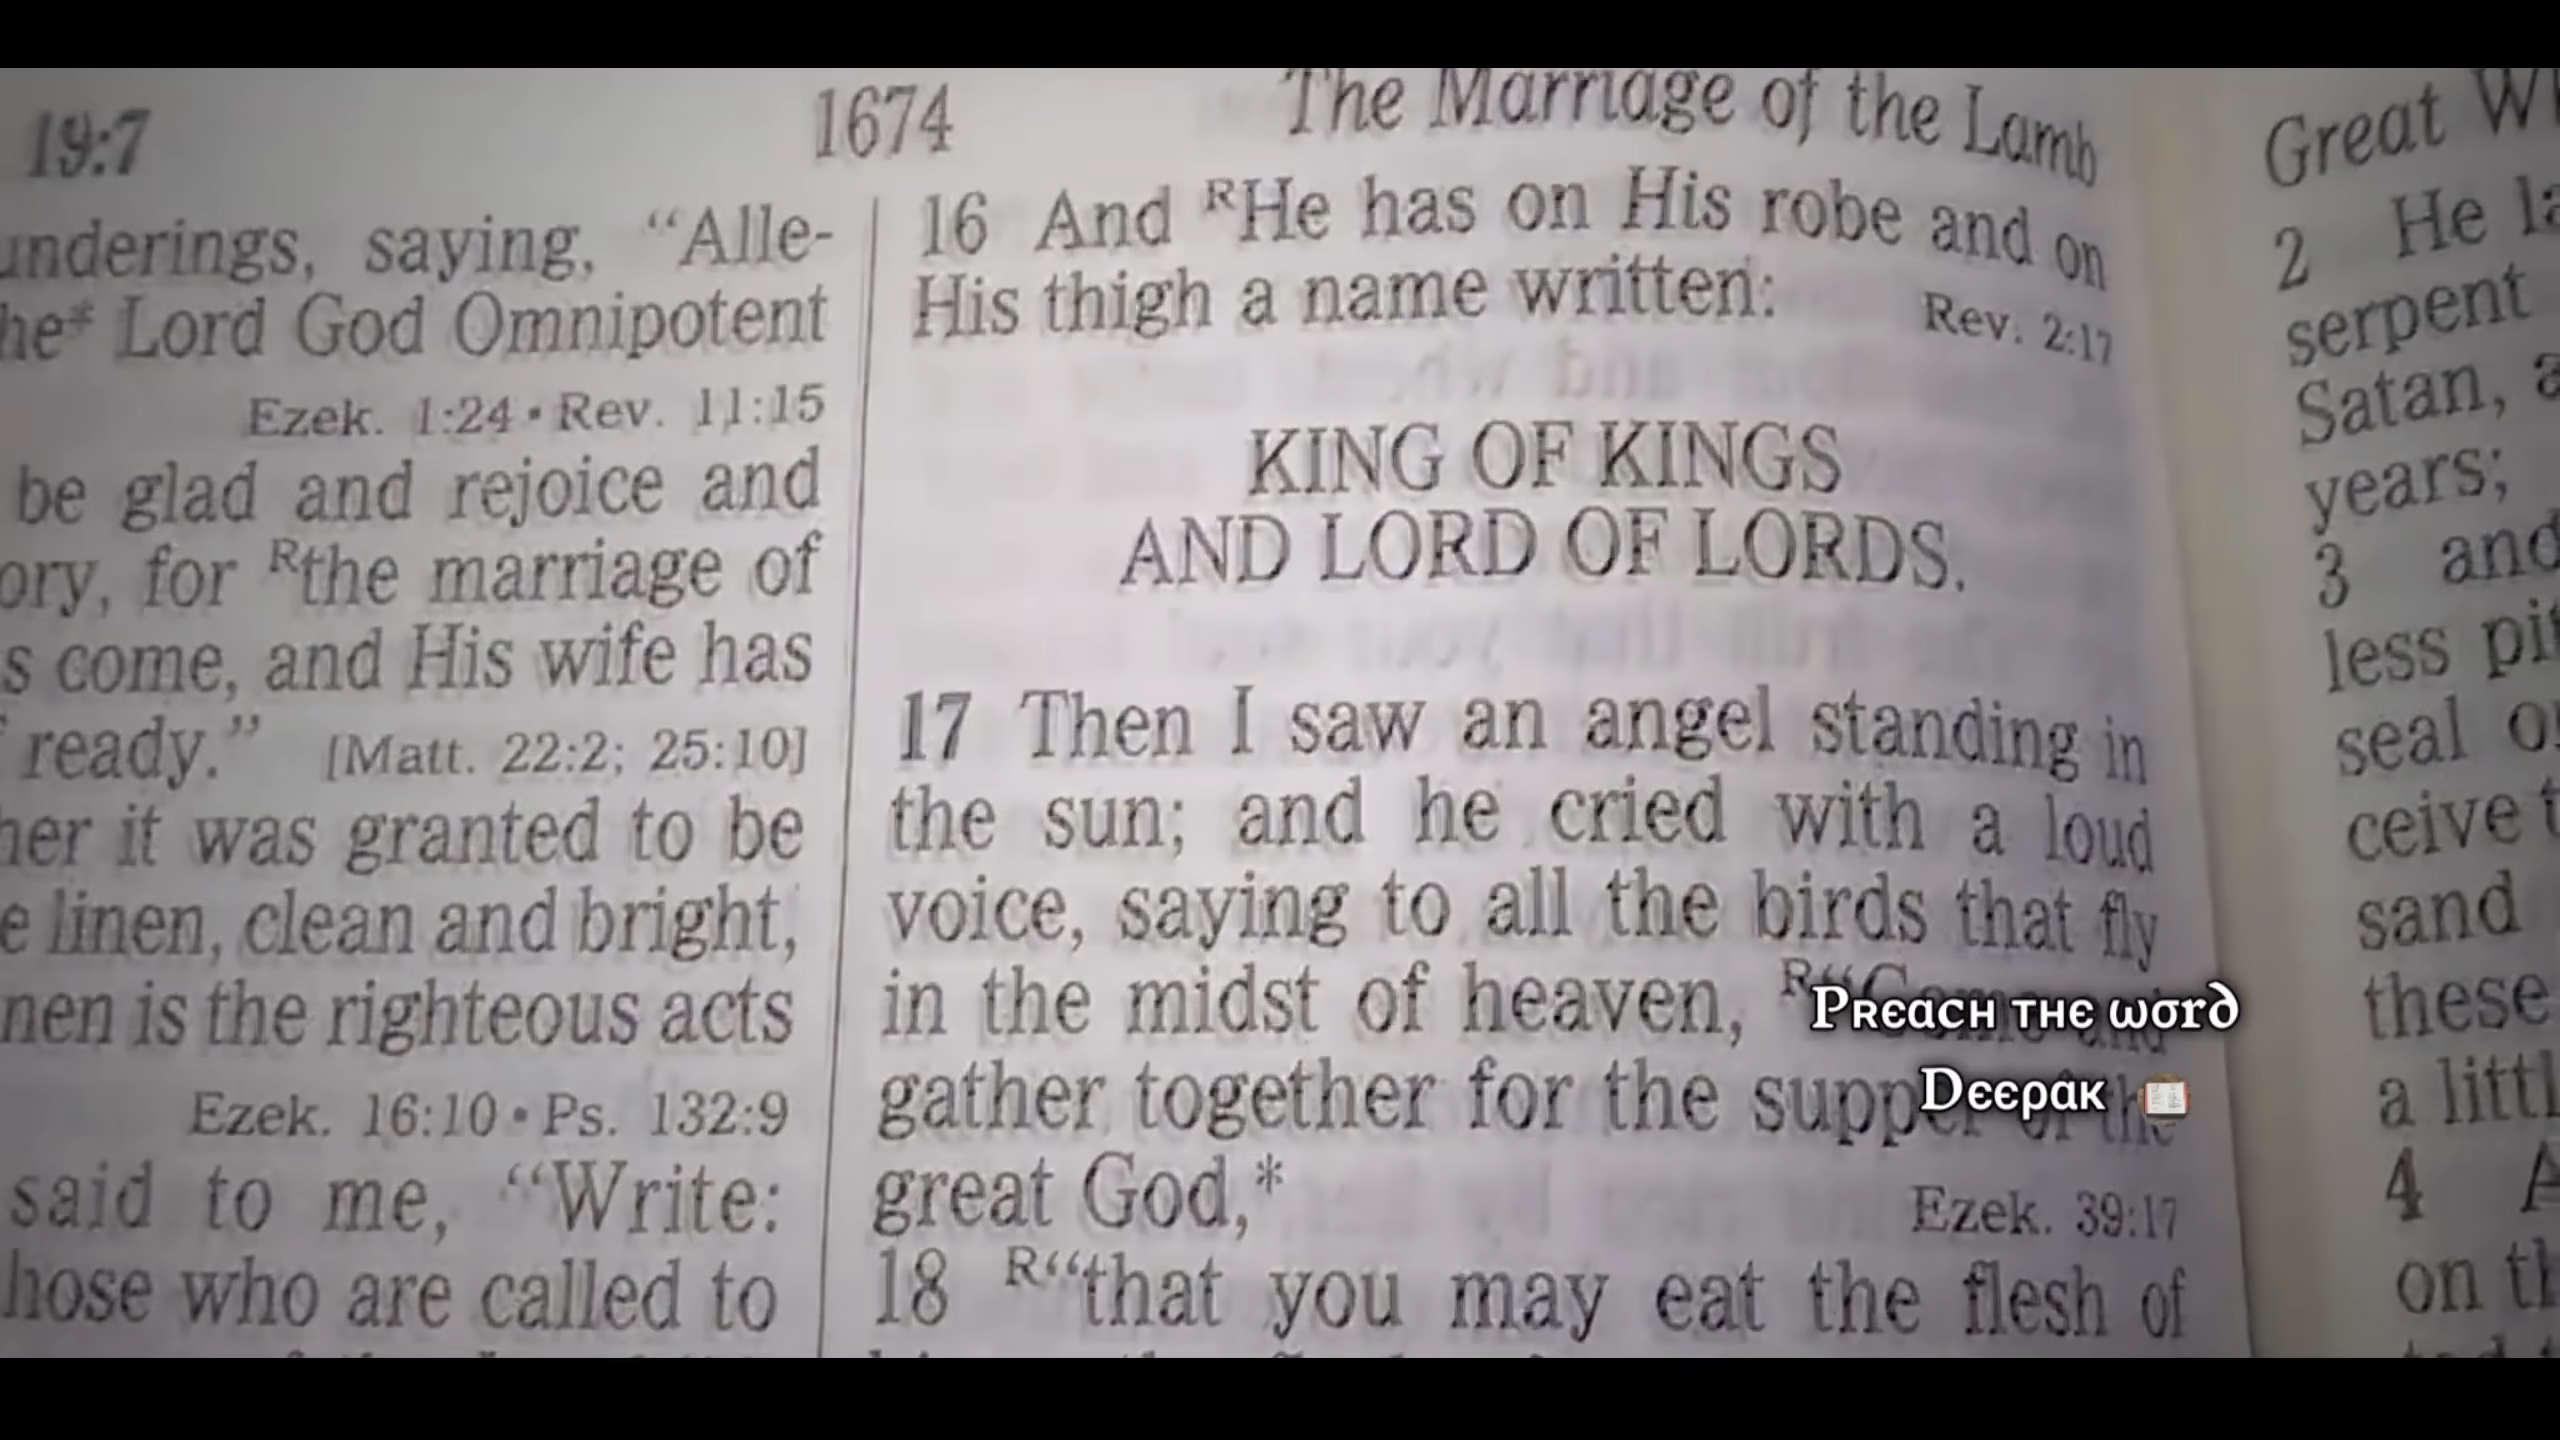 19:7
1674
The Marriage of the Lamb
underings, saying, “Alle-
he* Lord God Omnipotent
Ezek. 1:24 • Rev. 11:15
be glad and rejoice and
ory, for ᴿthe marriage of
s come, and His wife has
ready.” [Matt. 22:2; 25:10]
her it was granted to be
e linen, clean and bright,
nen is the righteous acts
Ezek. 16:10 • Ps. 132:9
said to me, “Write:
hose who are called to
16 And ᴿHe has on His robe and on
His thigh a name written:
Rev. 2:17
KING OF KINGS
AND LORD OF LORDS.
17 Then I saw an angel standing in
the sun; and he cried with a loud
voice, saying to all the birds that fly
in the midst of heaven, ᴿ“Come and
gather together for the supper of the
great God,*
Ezek. 39:17
18 ᴿ“that you may eat the flesh of
Great
2 He
serpent
Satan,
years;
3 and
less
seal
ceive
sand
these
a
4
on
Preach the word
Deepak